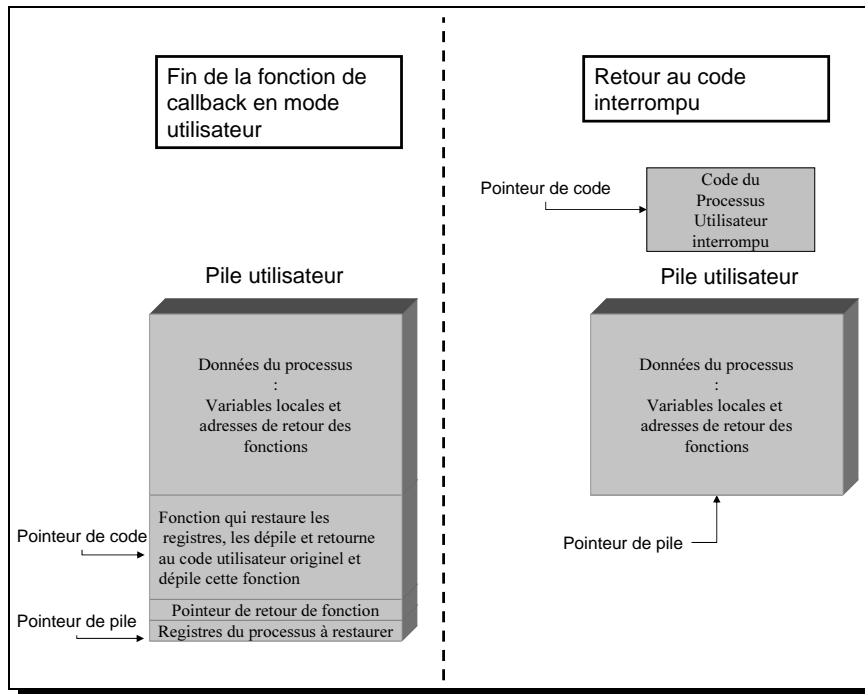 Fin de la fonction de
callback en mode
utilisateur
Pile utilisateur
Données du processus
:
Variables locales et
adresses de retour des
fonctions
Pointeur de code
Fonction qui restaure les
registres, les dépile et retourne
au code utilisateur originel et
dépile cette fonction
Pointeur de retour de fonction
Pointeur de pile
Registres du processus à restaurer
Retour au code
interrompu
Pointeur de code
Code du
Processus
Utilisateur
interrompu
Pile utilisateur
Données du processus
:
Variables locales et
adresses de retour des
fonctions
Pointeur de pile